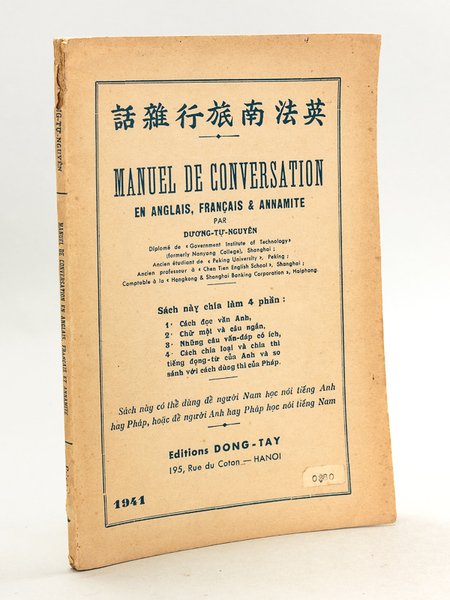 話雜行旅南法英
MANUEL DE CONVERSATION
EN ANGLAIS, FRANÇAIS & ANNAMITE
PAR
DƯƠNG-TỰ-NGUYÊN
Diplomé de « Government Institute of Technology»
(formerly Nanyang College), Shanghai ;
Ancien étudiant de « Peking University », Peking ;
Ancien professeur à « Chen Tien English School », Shanghai ;
Comptable à la « Hongkong & Shanghai Banking Corporation », Haiphong.
Sách này chia làm 4 phần :
1· Cách đọc văn Anh,
2· Chữ một và câu ngắn,
3· Những câu vấn-đáp có ích,
4· Cách chia loại và chia thì
tiếng động-từ của Anh và so
sánh với cách dùng thì của Pháp.
Sách này có thể dùng để người Nam học nói tiếng Anh
hay Pháp, hoặc để người Anh hay Pháp học nói tiếng Nam
Editions DONG-TAY
195, Rue du Coton — HANOI
1941
MANUEL DE CONVERSATION EN ANGLAIS, FRANÇAIS ET ANNAMITE